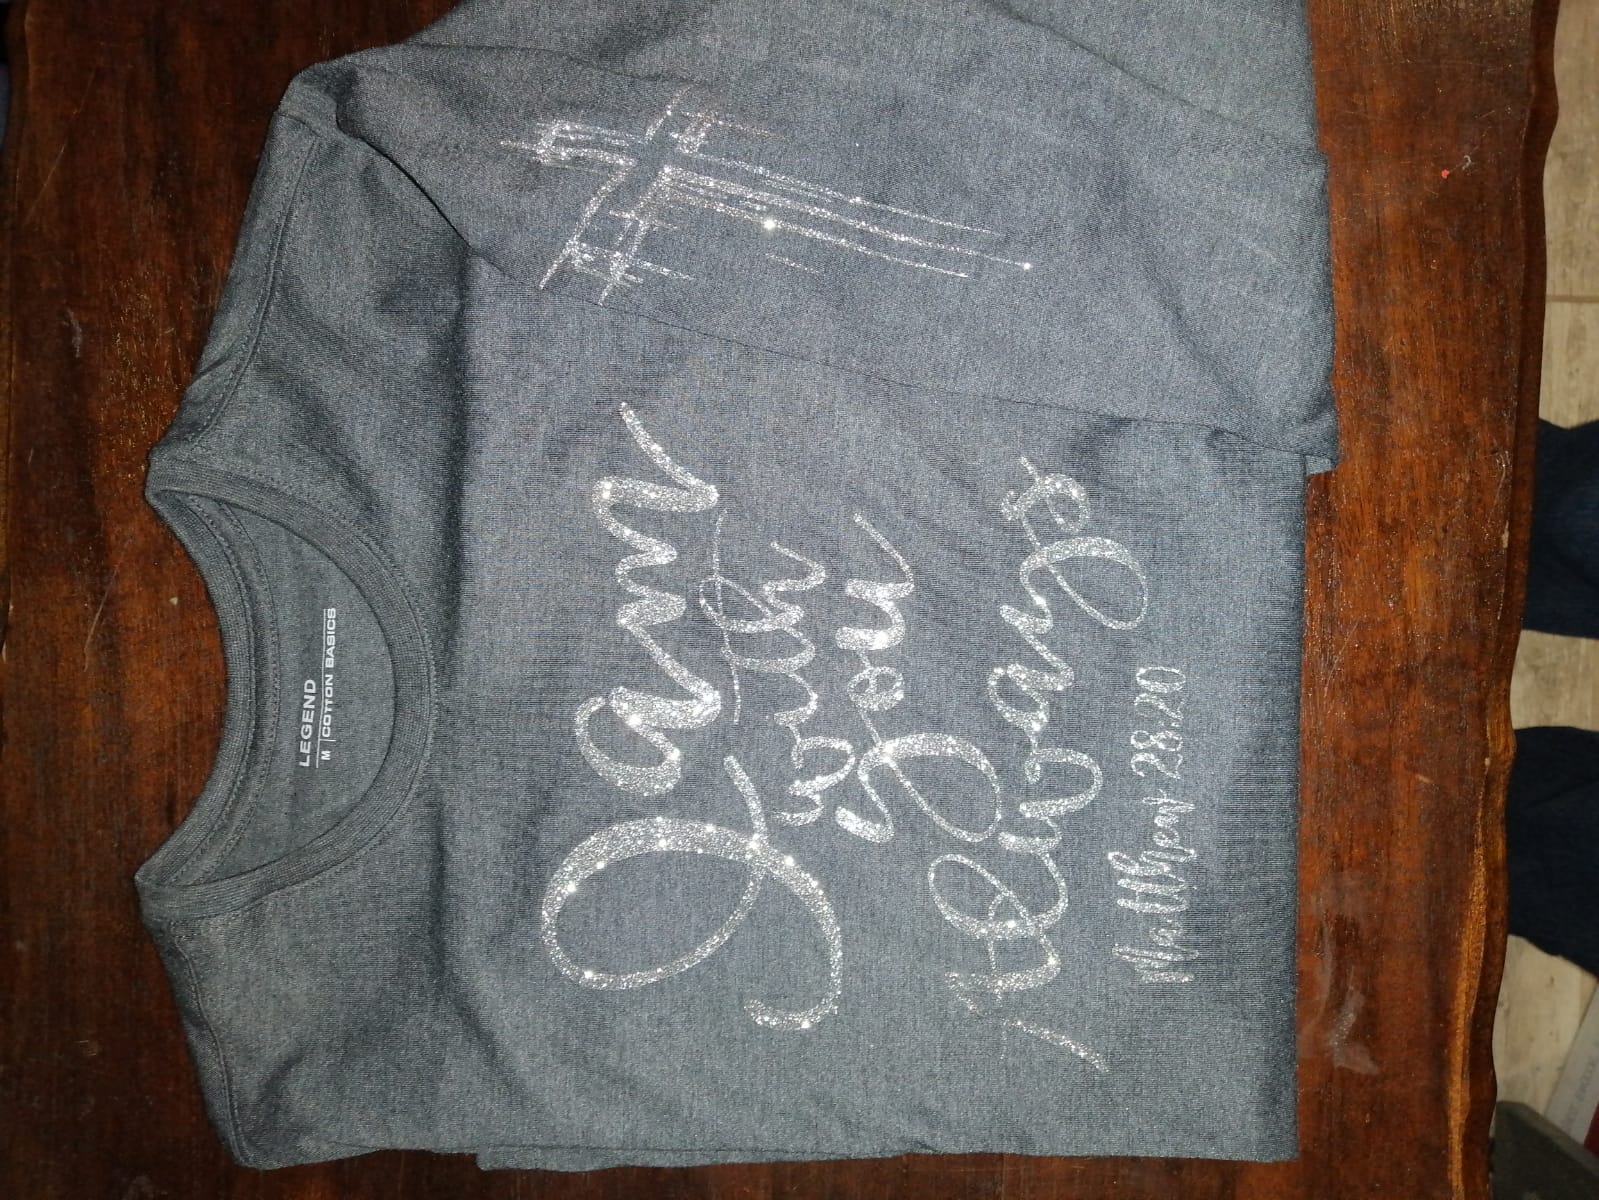 LEGEND
M COTTON BASICS
I am
with
you
always
Matthew 28:20